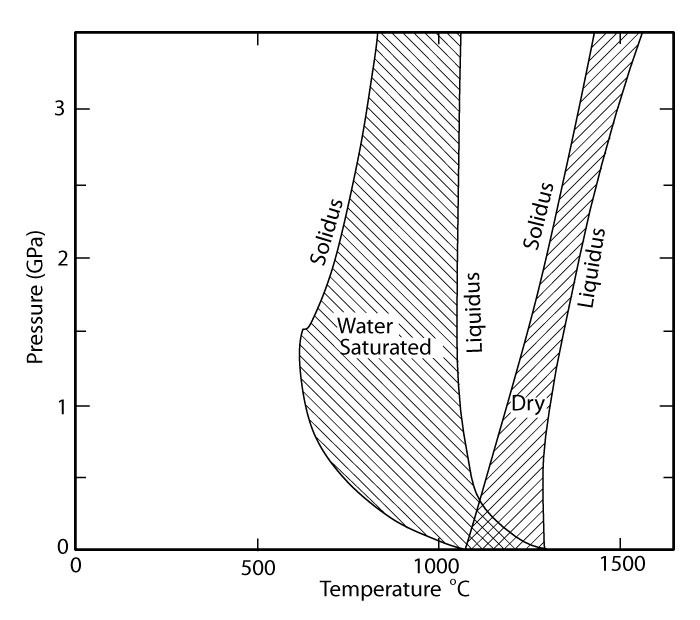 3
2
1
0
Pressure (GPa)
Solidus
Water
Saturated
Liquidus
Solidus
Liquidus
Dry
0
500
1000
1500
Temperature °C